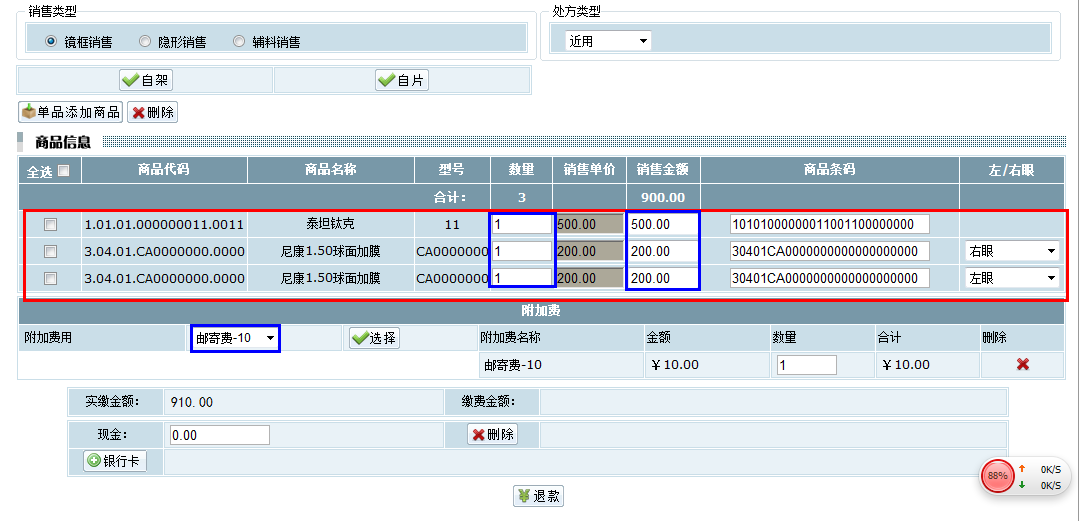 销售类型 处方类型
镜框销售 隐形销售 辅料销售 近用
自架 自片
单品添加商品 删除
商品信息
全选 商品代码 商品名称 型号 数量 销售单价 销售金额 商品条码 左/右眼
合计: 3 900.00
1.01.01.000000011.0011 泰坦钛克 11 1 500.00 500.00 1010100000011001100000000
3.04.01.CA0000000.0000 尼康1.50球面加膜 CA0000000 1 200.00 200.00 30401CA0000000000000000000 右眼
3.04.01.CA0000000.0000 尼康1.50球面加膜 CA0000000 1 200.00 200.00 30401CA0000000000000000000 左眼
附加费
附加费用 邮寄费-10 选择 附加费名称 金额 数量 合计 删除
邮寄费-10 ￥10.00 1 ￥10.00
实缴金额: 910.00 缴费金额:
现金: 0.00 删除
银行卡
88% 0K/S
0K/S
退款